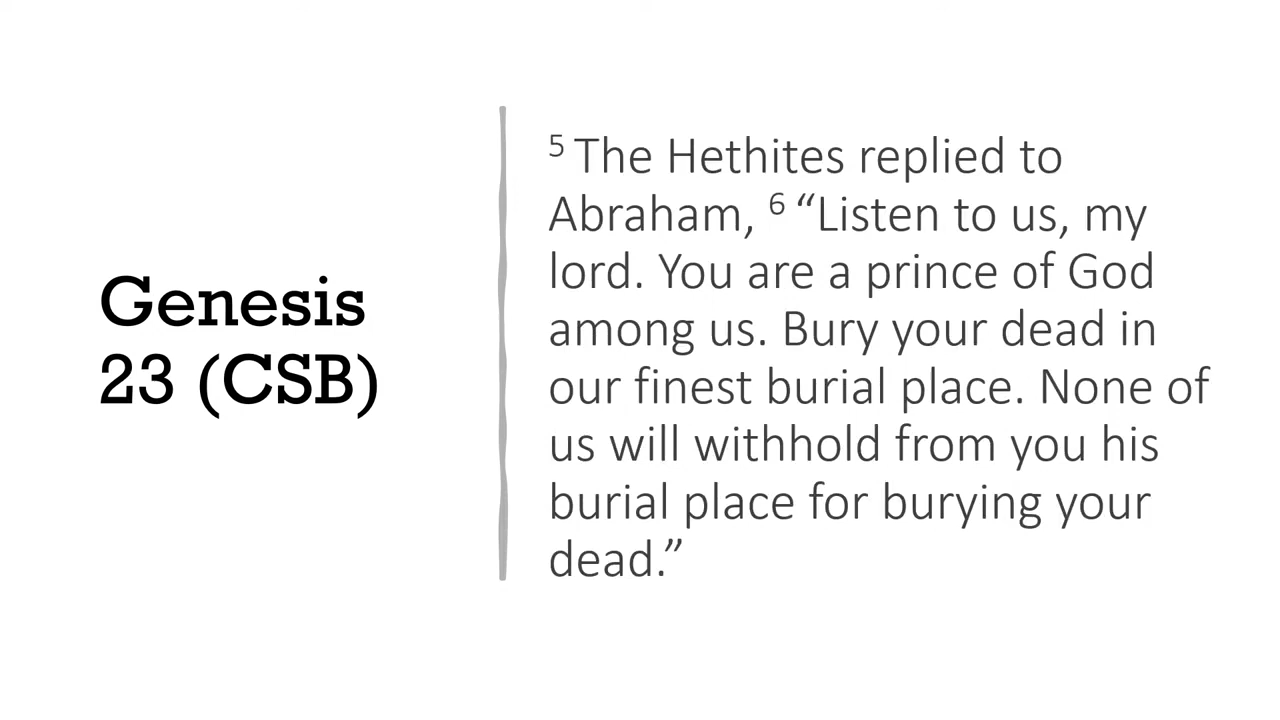 Genesis
23 (CSB)
5 The Hethites replied to
Abraham, 6 “Listen to us, my
lord. You are a prince of God
among us. Bury your dead in
our finest burial place. None of
us will withhold from you his
burial place for burying your
dead.”